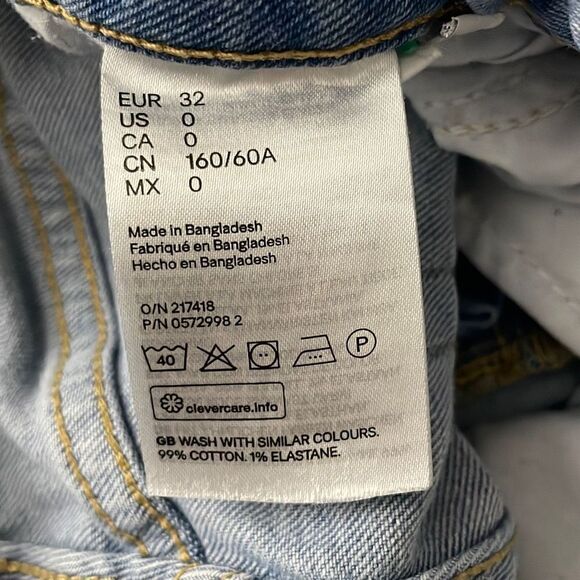 EUR 32
US 0
CA 0
CN 160/60A
MX 0
Made in Bangladesh
Fabriqué en Bangladesh
Hecho en Bangladesh
O/N 217418
P/N 0572998 2
40 P
clevercare.info
GB WASH WITH SIMILAR COLOURS.
99% COTTON. 1% ELASTANE.